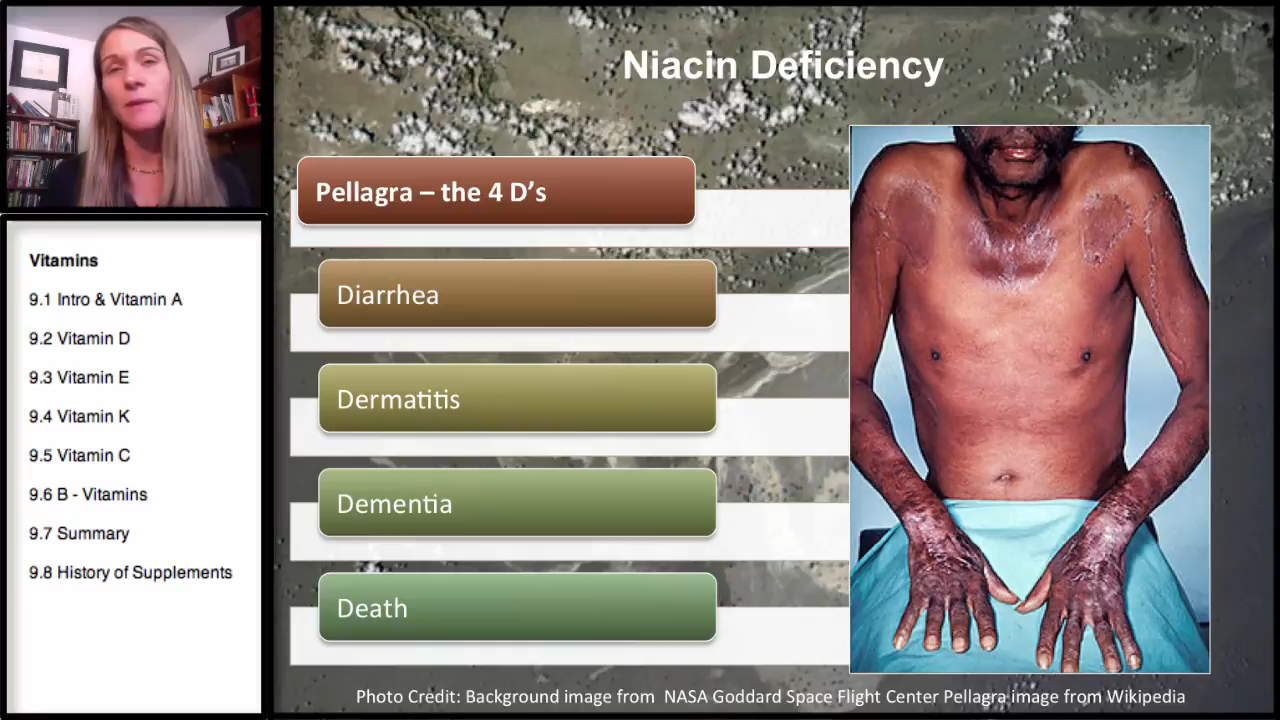 Niacin Deficiency
Pellagra – the 4 D's
Diarrhea
Dermatitis
Dementia
Death
Vitamins
9.1 Intro & Vitamin A
9.2 Vitamin D
9.3 Vitamin E
9.4 Vitamin K
9.5 Vitamin C
9.6 B - Vitamins
9.7 Summary
9.8 History of Supplements
Photo Credit: Background image from NASA Goddard Space Flight Center Pellagra image from Wikipedia